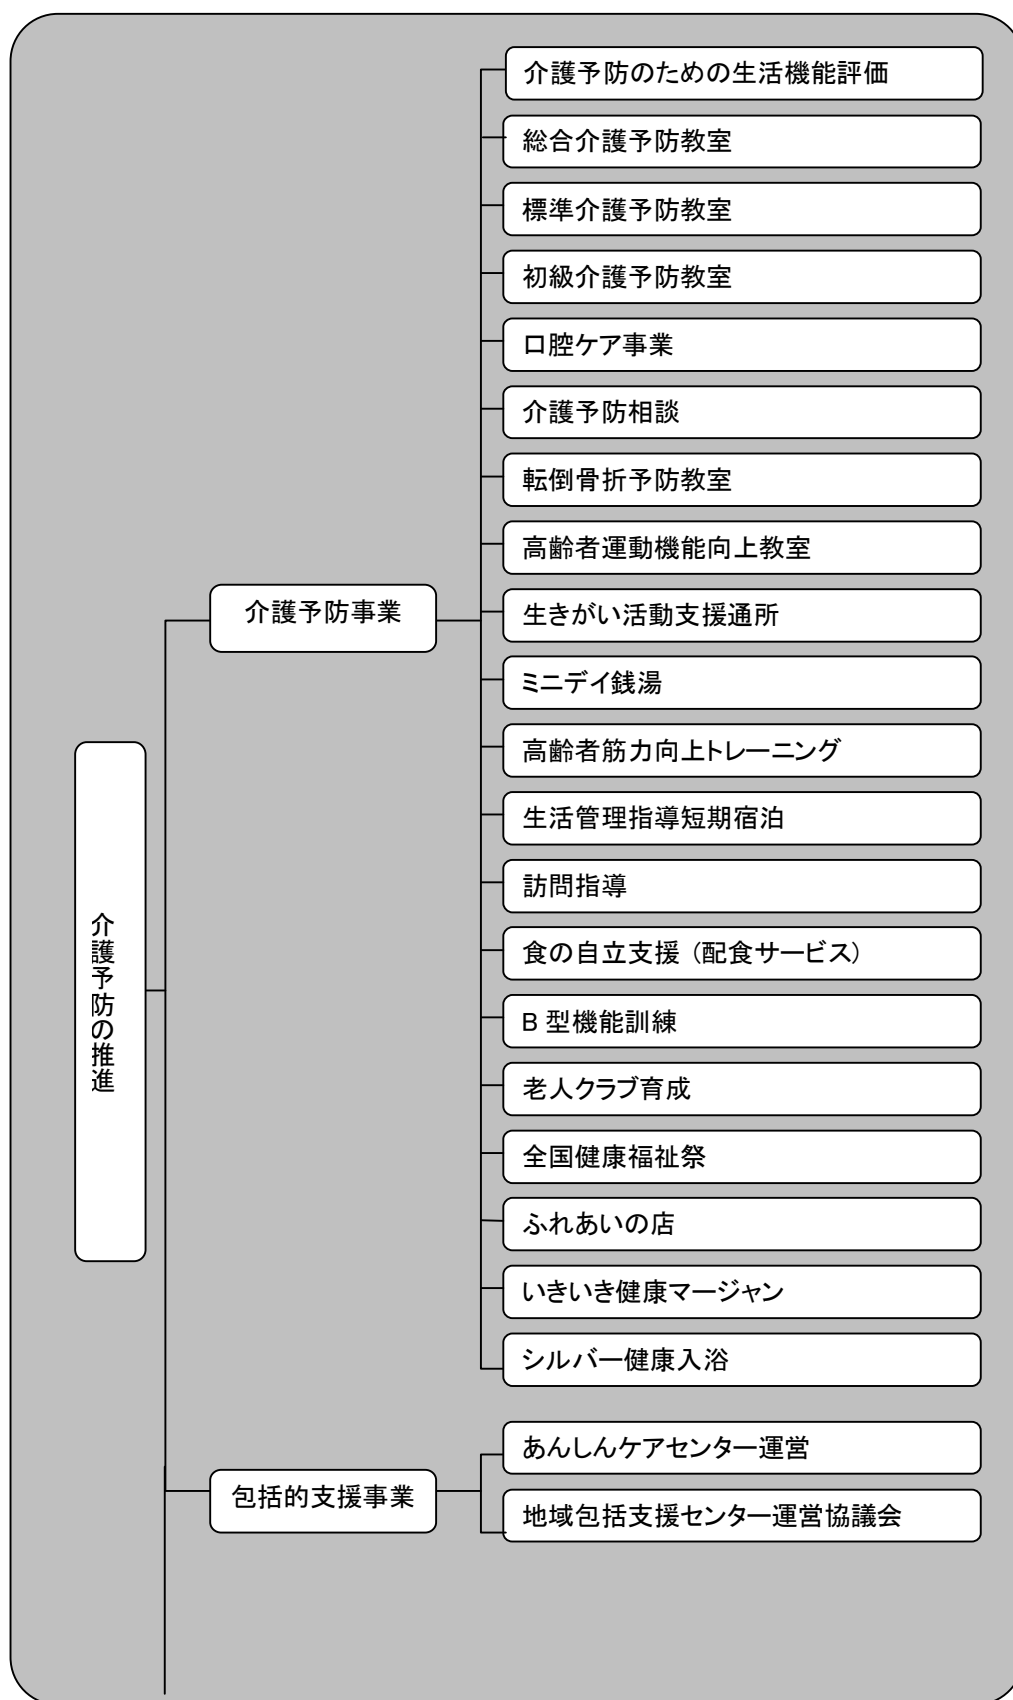 介護予防の推進
介護予防事業
介護予防のための生活機能評価
総合介護予防教室
標準介護予防教室
初級介護予防教室
口腔ケア事業
介護予防相談
転倒骨折予防教室
高齢者運動機能向上教室
生きがい活動支援通所
ミニデイ銭湯
高齢者筋力向上トレーニング
生活管理指導短期宿泊
訪問指導
食の自立支援（配食サービス）
B 型機能訓練
老人クラブ育成
全国健康福祉祭
ふれあいの店
いきいき健康マージャン
シルバー健康入浴
包括的支援事業
あんしんケアセンター運営
地域包括支援センター運営協議会